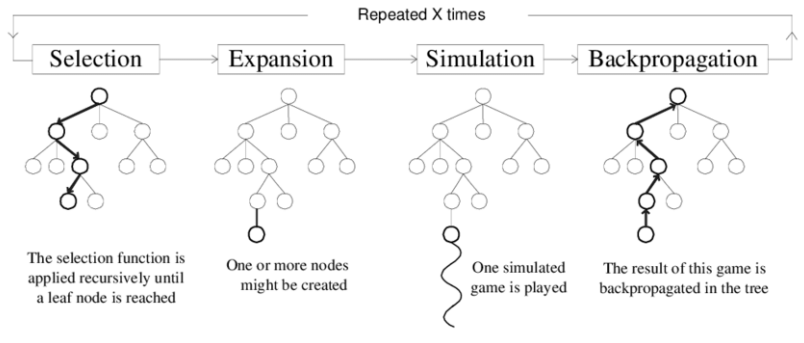 Repeated X times
Selection
Expansion
Simulation
Backpropagation
The selection function is
applied recursively until
a leaf node is reached
One or more nodes
might be created
One simulated
game is played
The result of this game is
backpropagated in the tree